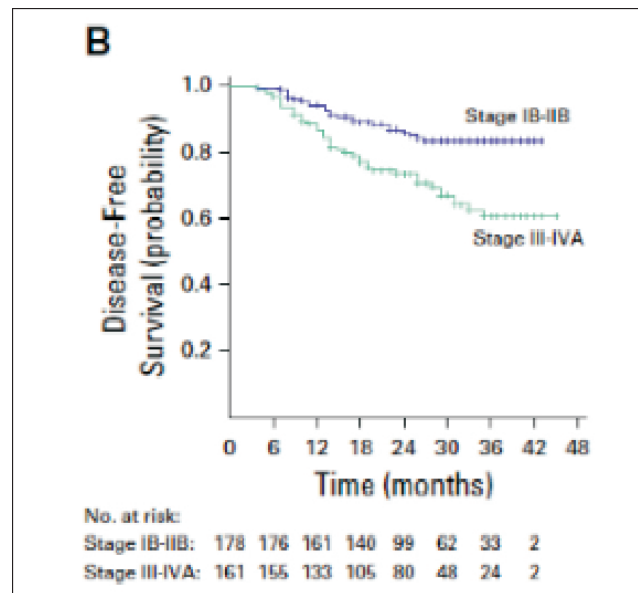 B
1.0
0.8
0.6
0.4
0.2
Disease-Free
Survival (probability)
Stage IB-IIB
Stage III-IVA
0 6 12 18 24 30 36 42 48
Time (months)
No. at risk:
Stage IB-IIB: 178 176 161 140 99 62 33 2
Stage III-IVA: 161 155 133 105 80 48 24 2